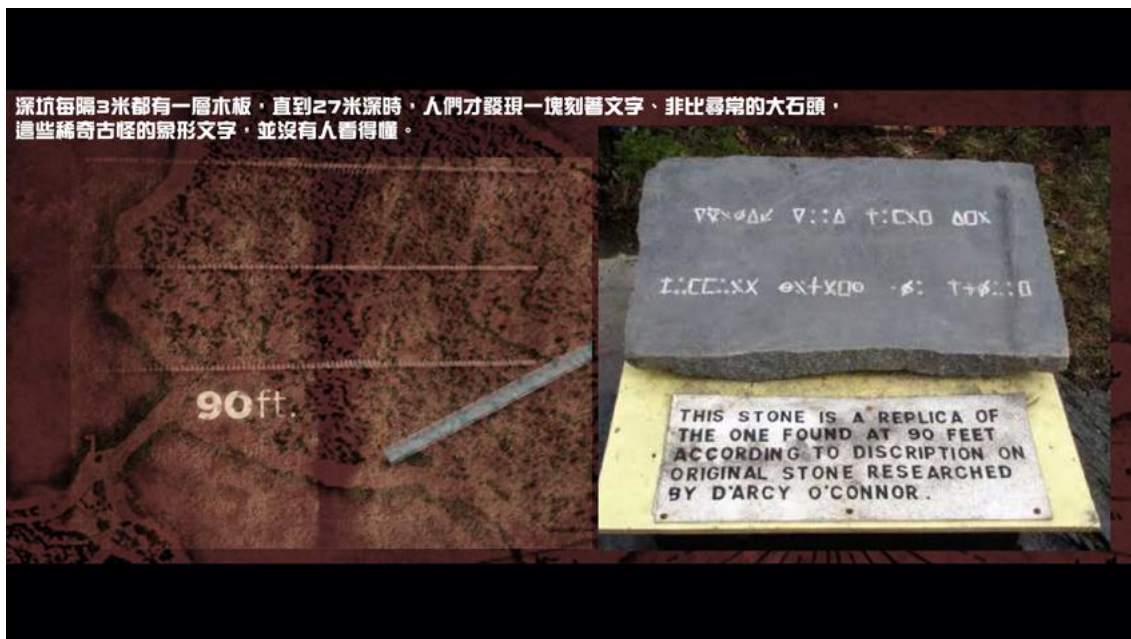 深坑每隔3米都有一層木板，直到27米深時，人們才發現一塊刻著文字、非比尋常的大石頭，
這些稀奇古怪的象形文字，並沒有人看得懂。
90ft.
THIS STONE IS A REPLICA OF
THE ONE FOUND AT 90 FEET
ACCORDING TO DISCRIPTION ON
ORIGINAL STONE RESEARCHED
BY D'ARCY O'CONNOR.